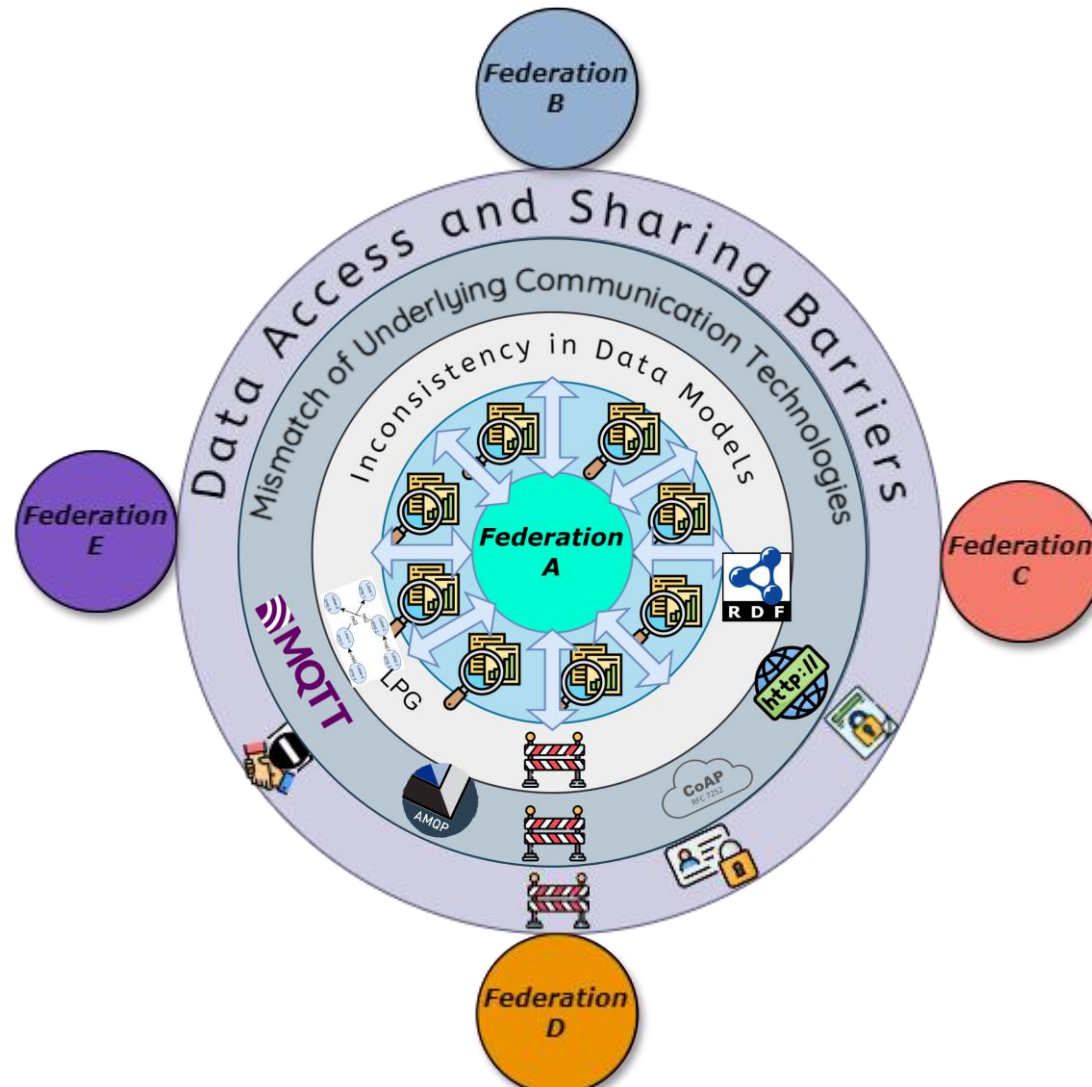 Federation
B
Data Access and Sharing Barriers
Mismatch of Underlying Communication Technologies
Inconsistency in Data Models
Federation
E
Federation
A
Federation
C
RDF
MQTT
LPG
http://
AMQP
CoAP
RFC 7252
Federation
D